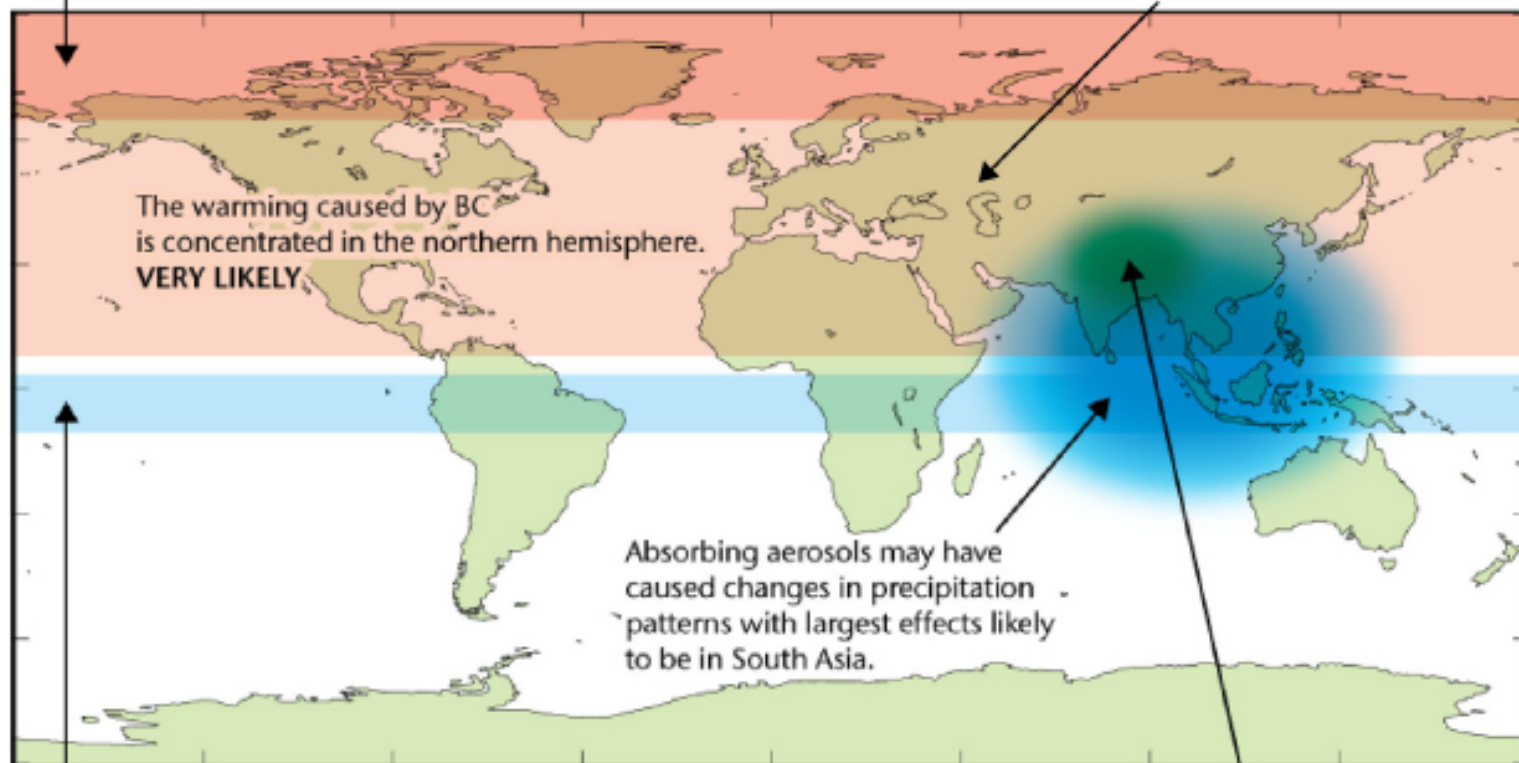 The warming caused by BC
is concentrated in the northern hemisphere.
VERY LIKELY
Absorbing aerosols may have
caused changes in precipitation
patterns with largest effects likely
to be in South Asia.